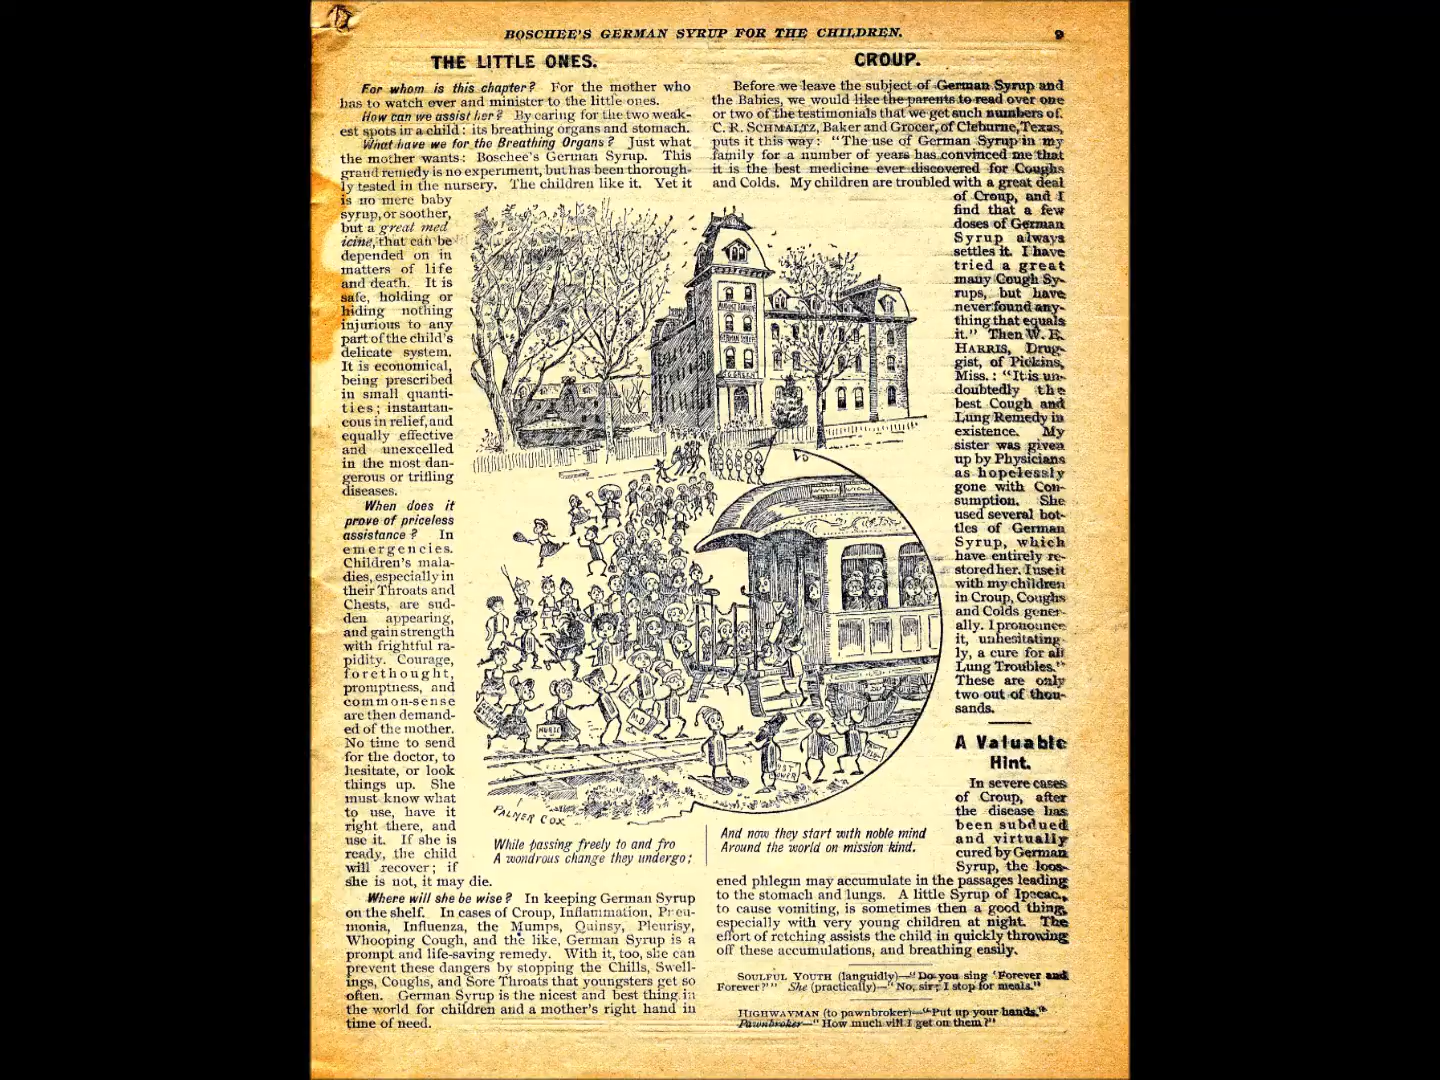 BOSCHEE'S GERMAN SYRUP FOR THE CHILDREN.
9
THE LITTLE ONES.
For whom is this chapter? For the mother who
has to watch over and minister to the little ones.
How can we assist her? By caring for the two weak-
est spots in a child: its breathing organs and stomach.
What have we for the Breathing Organs? Just what
the mother wants: Boschee's German Syrup. This
grand remedy is no experiment, but has been thorough-
ly tested in the nursery. The children like it. Yet it
is no mere baby
syrup, or soother,
but a great med
icine, that can be
depended on in
matters of life
and death. It is
safe, holding or
hiding nothing
injurious to any
part of the child's
delicate system.
It is economical,
being prescribed
in small quanti-
ties; instantan-
eous in relief, and
equally effective
and unexcelled
in the most dan-
gerous or trifling
diseases.
When does it
prove of priceless
assistance? In
emergencies.
Children's mala-
dies, especially in
their Throats and
Chests, are sud-
den appearing,
and gain strength
with frightful ra-
pidity. Courage,
forethought,
promptness, and
common-sense
are then demand-
ed of the mother.
No time to send
for the doctor, to
hesitate, or look
things up. She
must know what
to use, have it
right there, and
use it. If she is
ready, the child
will recover; if
she is not, it may die.
Where will she be wise? In keeping German Syrup
on the shelf. In cases of Croup, Inflammation, Pneu-
monia, Influenza, the Mumps, Quinsy, Pleurisy,
Whooping Cough, and the like, German Syrup is a
prompt and life-saving remedy. With it, too, she can
prevent these dangers by stopping the Chills, Swell-
ings, Coughs, and Sore Throats that youngsters get so
often. German Syrup is the nicest and best thing in
the world for children and a mother's right hand in
time of need.
GERMAN SYRUP
G.G. GREEN
MUSIC
M.D.
PALMER COX
While passing freely to and fro
A wondrous change they undergo;
And now they start with noble mind
Around the world on mission kind.
CROUP.
Before we leave the subject of German Syrup and
the Babies, we would like the parents to read over one
or two of the testimonials that we get such numbers of.
C. R. SCHMALTZ, Baker and Grocer, of Cleburne, Texas,
puts it this way: "The use of German Syrup in my
family for a number of years has convinced me that
it is the best medicine ever discovered for Coughs
and Colds. My children are troubled with a great deal
of Croup, and I
find that a few
doses of German
Syrup always
settles it. I have
tried a great
many Cough Sy-
rups, but have
never found any-
thing that equals
it." Then W. E.
HARRIS, Drug-
gist, of Pickins,
Miss.: "It is un-
doubtedly the
best Cough and
Lung Remedy in
existence. My
sister was given
up by Physicians
as hopelessly
gone with Con-
sumption. She
used several bot-
tles of German
Syrup, which
have entirely re-
stored her. I use it
with my children
in Croup, Coughs
and Colds gener-
ally. I pronounce
it, unhesitating-
ly, a cure for all
Lung Troubles."
These are only
two out of thou-
sands.
A Valuable
Hint.
In severe cases
of Croup, after
the disease has
been subdued
and virtually
cured by German
Syrup, the loos-
ened phlegm may accumulate in the passages leading
to the stomach and lungs. A little Syrup of Ipecac,
to cause vomiting, is sometimes then a good thing,
especially with very young children at night. The
effort of retching assists the child in quickly throwing
off these accumulations, and breathing easily.
SOULFUL YOUTH (languidly)—"Do you sing 'Forever and
Forever?'" She (practically)—"No, sir; I stop for meals."
HIGHWAYMAN (to pawnbroker)—"Put up your hands."
Pawnbroker—"How much vill I get on them?"